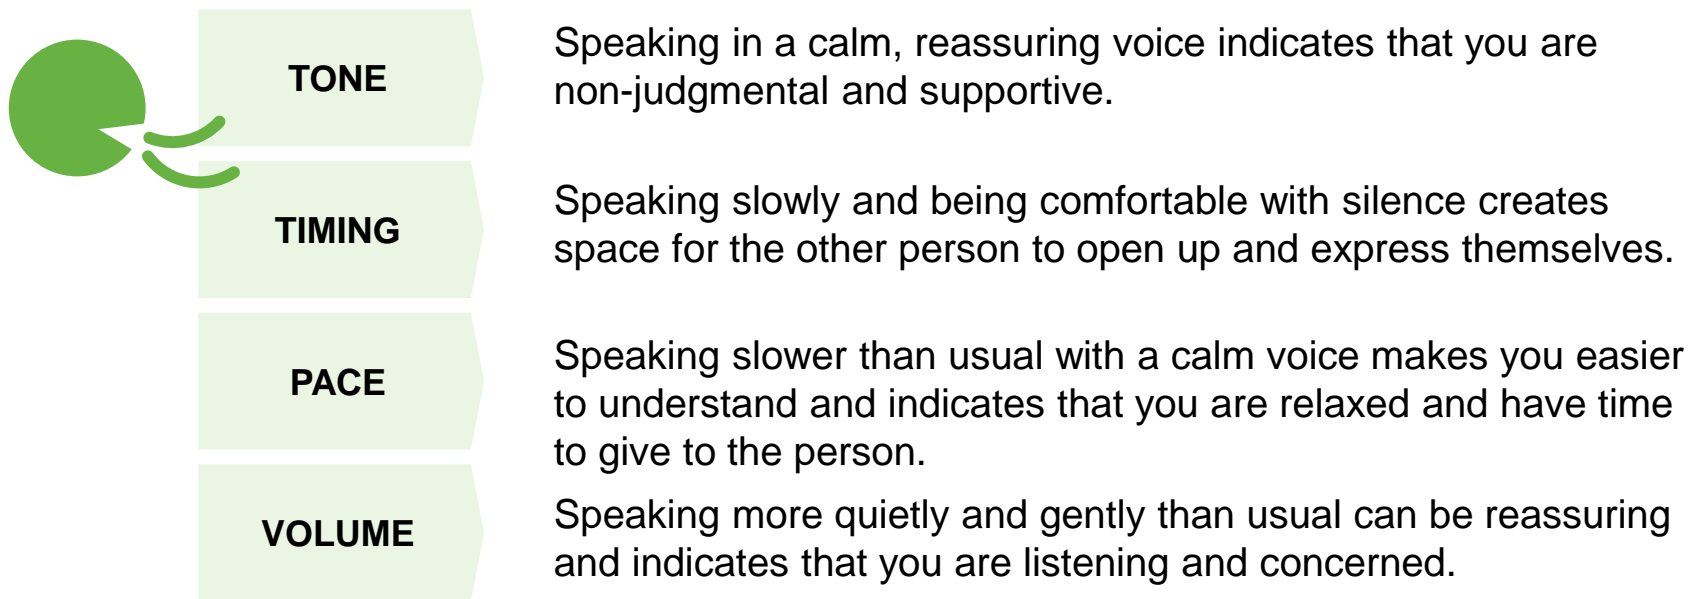 TONE
Speaking in a calm, reassuring voice indicates that you are
non-judgmental and supportive.
TIMING
Speaking slowly and being comfortable with silence creates
space for the other person to open up and express themselves.
PACE
Speaking slower than usual with a calm voice makes you easier
to understand and indicates that you are relaxed and have time
to give to the person.
VOLUME
Speaking more quietly and gently than usual can be reassuring
and indicates that you are listening and concerned.